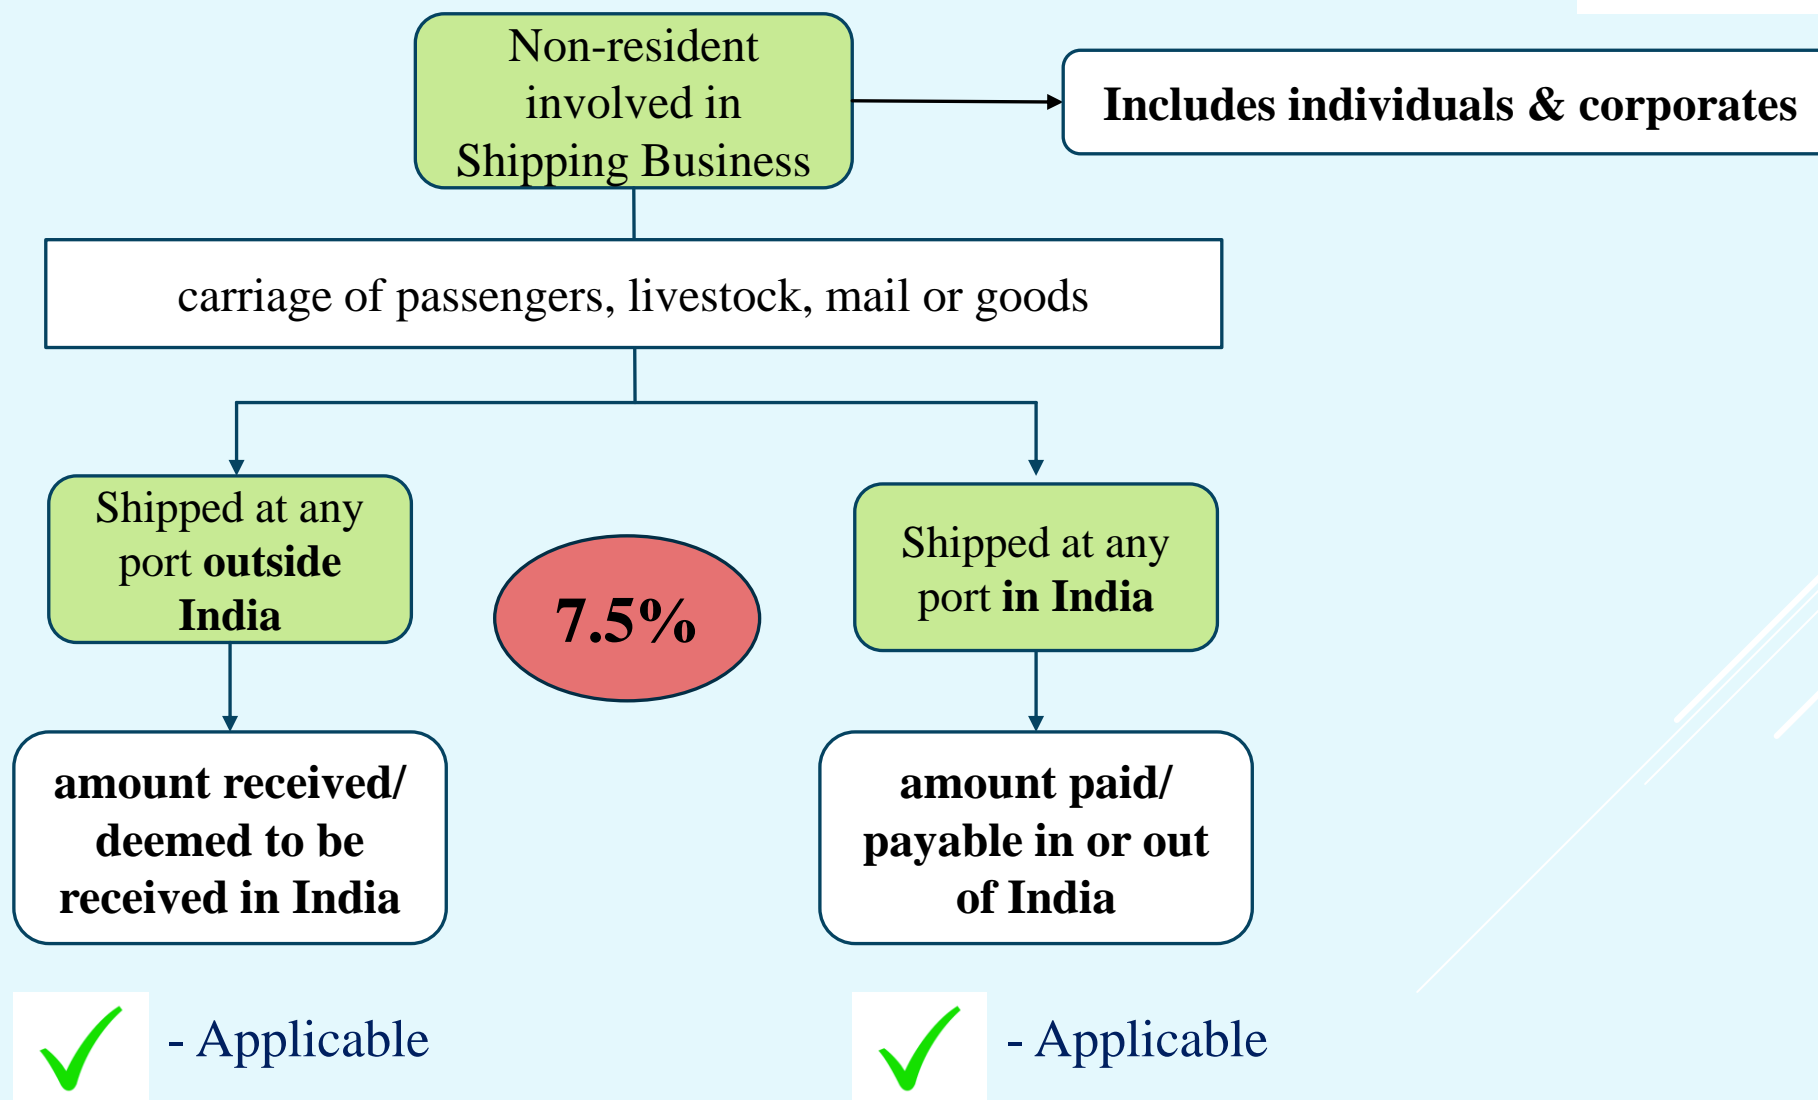 Non-resident
involved in
Shipping Business
Includes individuals & corporates
carriage of passengers, livestock, mail or goods
Shipped at any
port outside
India
7.5%
Shipped at any
port in India
amount received/
deemed to be
received in India
amount paid/
payable in or out
of India
- Applicable
- Applicable